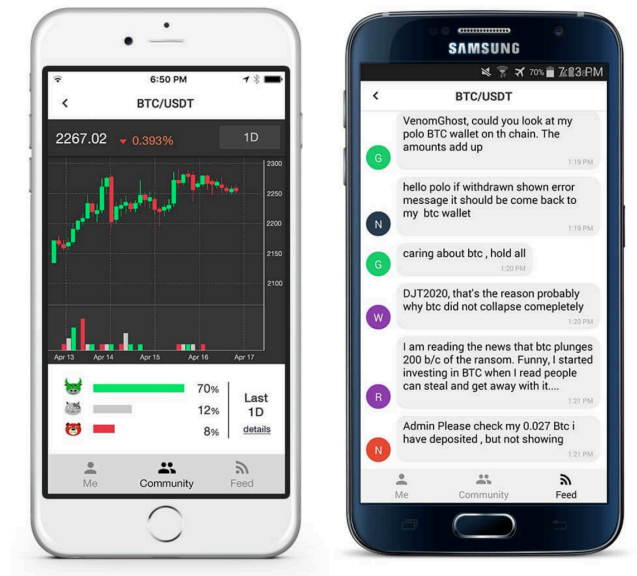 6:50 PM
BTC/USDT
2267.02 0.393% 1D
2300
2250
2200
2150
2100
Apr 13 Apr 14 Apr 15 Apr 16 Apr 17
70%
12%
8%
Last
1D
details
Me Community Feed
SAMSUNG
70%
BTC/USDT
VenomGhost, could you look at my
polo BTC wallet on th chain. The
amounts add up
G
1:19 PM
hello polo if withdrawn shown error
message it should be come back to
my btc wallet
N
1:19 PM
caring about btc , hold all
G
1:20 PM
DJT2020, that's the reason probably
why btc did not collapse comepletely
W
1:20 PM
I am reading the news that btc plunges
200 b/c of the ransom. Funny, I started
investing in BTC when I read people
can steal and get away with it....
R
1:21 PM
Admin Please check my 0.027 Btc i
have deposited , but not showing
N
1:21 PM
Me Community Feed